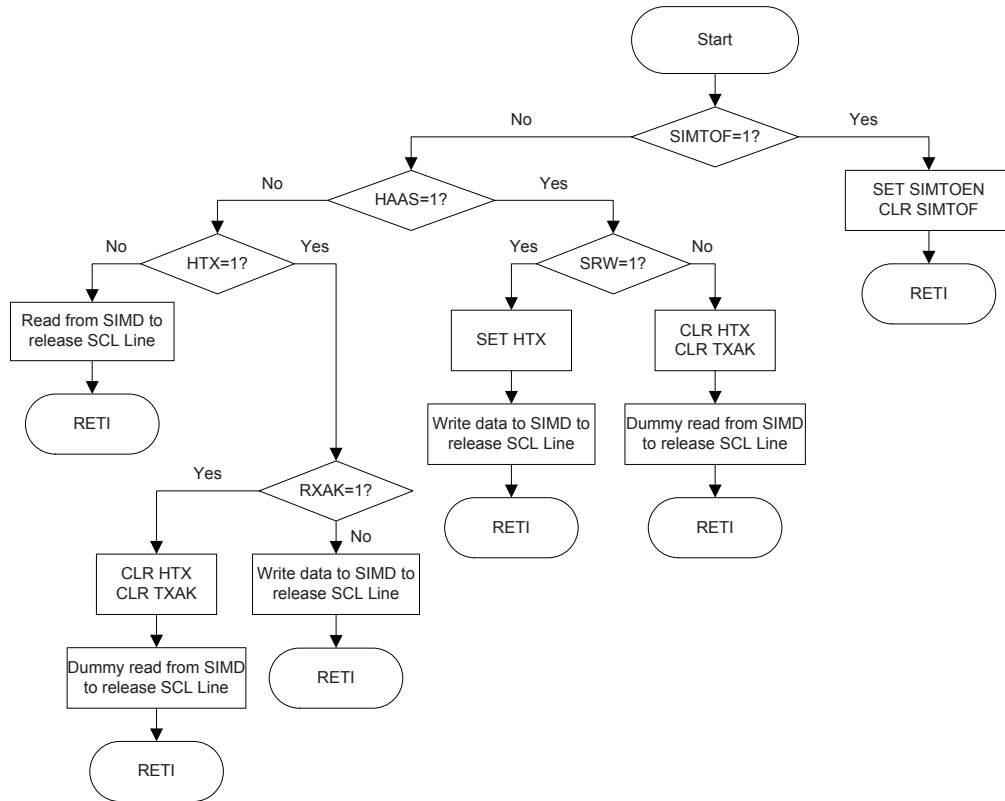 Start
No
SIMTOF=1?
Yes
No
HAAS=1?
Yes
SET SIMTOEN
CLR SIMTOF
No
HTX=1?
Yes
Yes
SRW=1?
No
RETI
Read from SIMD to
release SCL Line
SET HTX
CLR HTX
CLR TXAK
RETI
Write data to SIMD to
release SCL Line
Dummy read from SIMD
to release SCL Line
Yes
RXAK=1?
RETI
RETI
No
CLR HTX
CLR TXAK
Write data to SIMD to
release SCL Line
Dummy read from SIMD
to release SCL Line
RETI
RETI